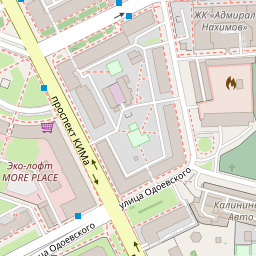 ЖК «Адмирал
Нахимов»
проспект КИМа
Эко-лофт
MORE PLACE
улица Одоевского
улица Одоевского
Калинин
Авто